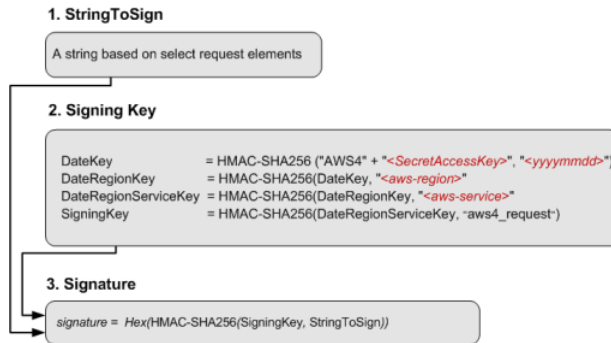 1. StringToSign
A string based on select request elements
2. Signing Key
DateKey = HMAC-SHA256 ("AWS4" + "<SecretAccessKey>", "<yyyymmdd>")
DateRegionKey = HMAC-SHA256(DateKey, "<aws-region>"
DateRegionServiceKey = HMAC-SHA256(DateRegionKey, "<aws-service>"
SigningKey = HMAC-SHA256(DateRegionServiceKey, "aws4_request")
3. Signature
signature = Hex(HMAC-SHA256(SigningKey, StringToSign))